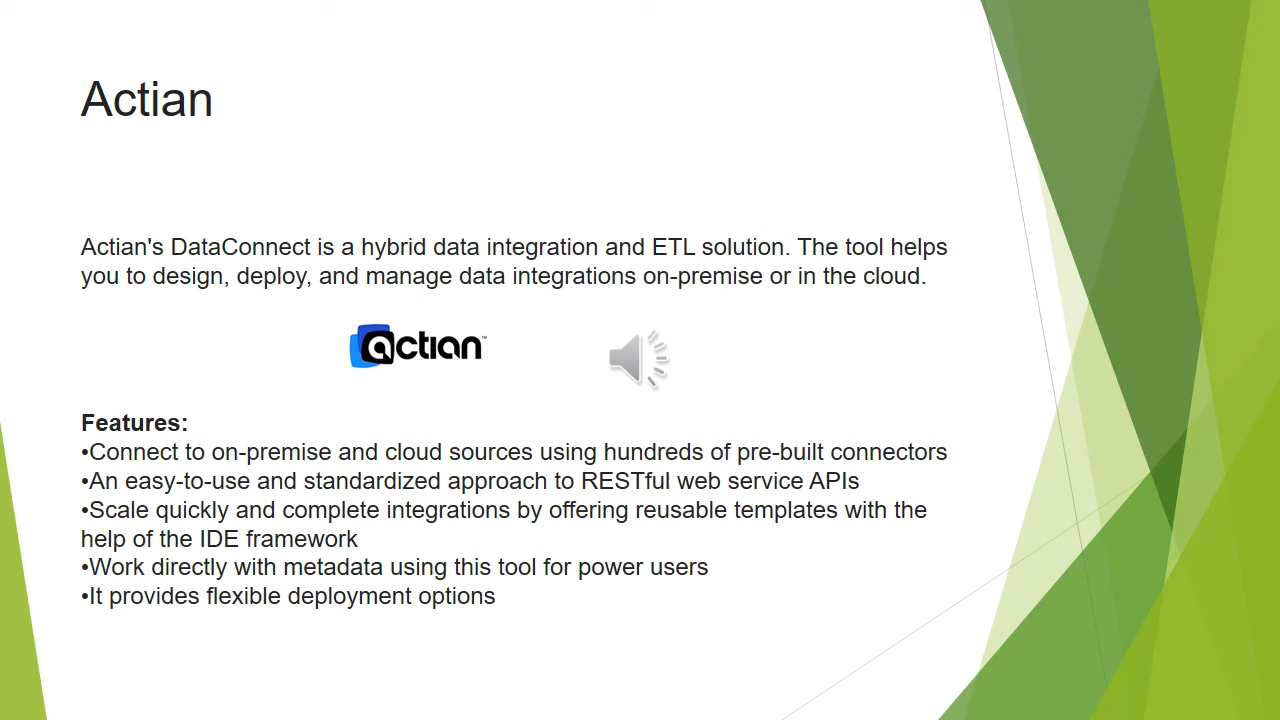 Actian
Actian's DataConnect is a hybrid data integration and ETL solution. The tool helps
you to design, deploy, and manage data integrations on-premise or in the cloud.
actian™
Features:
•Connect to on-premise and cloud sources using hundreds of pre-built connectors
•An easy-to-use and standardized approach to RESTful web service APIs
•Scale quickly and complete integrations by offering reusable templates with the
help of the IDE framework
•Work directly with metadata using this tool for power users
•It provides flexible deployment options